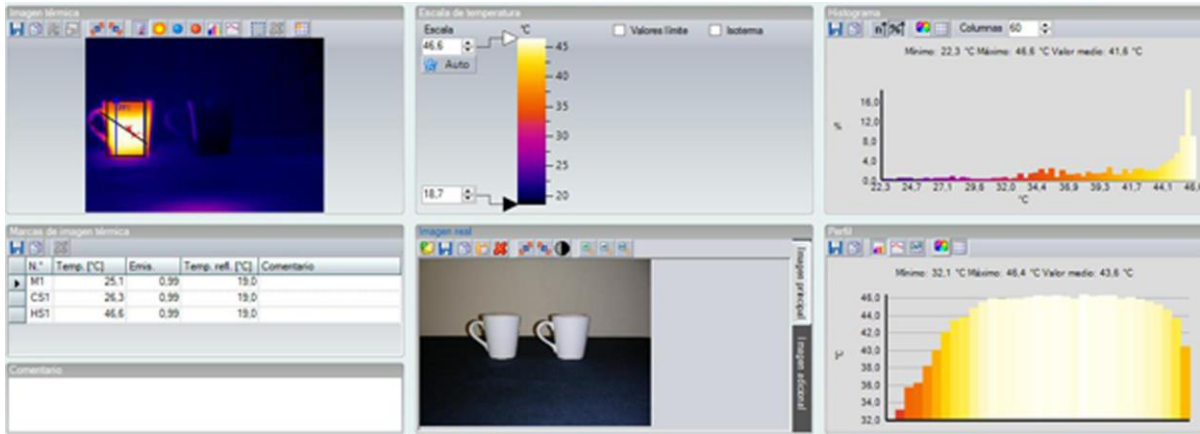 Imagen térmica
Escala de temperatura
Escala
46,6
Auto
18,7
°C
45
40
35
30
25
20
Valores límite
Isoterma
Histograma
n
%
Columnas 60
Mínimo: 22,3 °C Máximo: 46,6 °C Valor medio: 41,6 °C
%
16,0
12,0
8,0
4,0
0,0
22,3 24,7 27,1 29,6 32,0 34,4 36,9 39,3 41,7 44,1
°C
Marcas de imagen térmica
N.° Temp. [°C] Emis. Temp. refl. [°C] Comentario
M1 25,1 0,99 19,0
CS1 26,3 0,99 19,0
HS1 46,6 0,99 19,0
Comentario
Imagen real
Imagen principal
Imagen adicional
Perfil
Mínimo: 32,1 °C Máximo: 46,4 °C Valor medio: 43,6 °C
°C
46,0
44,0
42,0
40,0
38,0
36,0
34,0
32,0